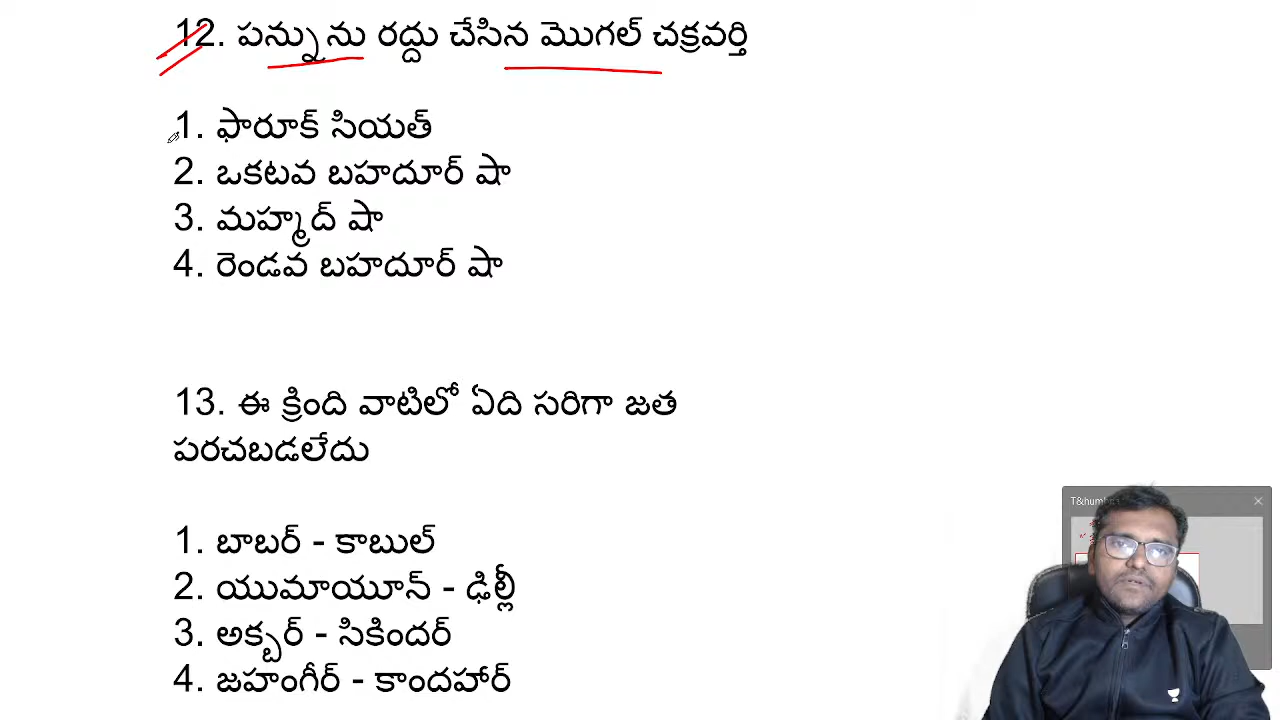 12. పన్నును రద్దు చేసిన మొగల్ చక్రవర్తి
1. ఫారూక్ సియత్
2. ఒకటవ బహదూర్ షా
3. మహ్మద్ షా
4. రెండవ బహదూర్ షా
13. ఈ క్రింది వాటిలో ఏది సరిగా జత
పరచబడలేదు
1. బాబర్ - కాబుల్
2. యుమాయూన్ - ఢిల్లీ
3. అక్బర్ - సికిందర్
4. జహంగీర్ - కాందహార్